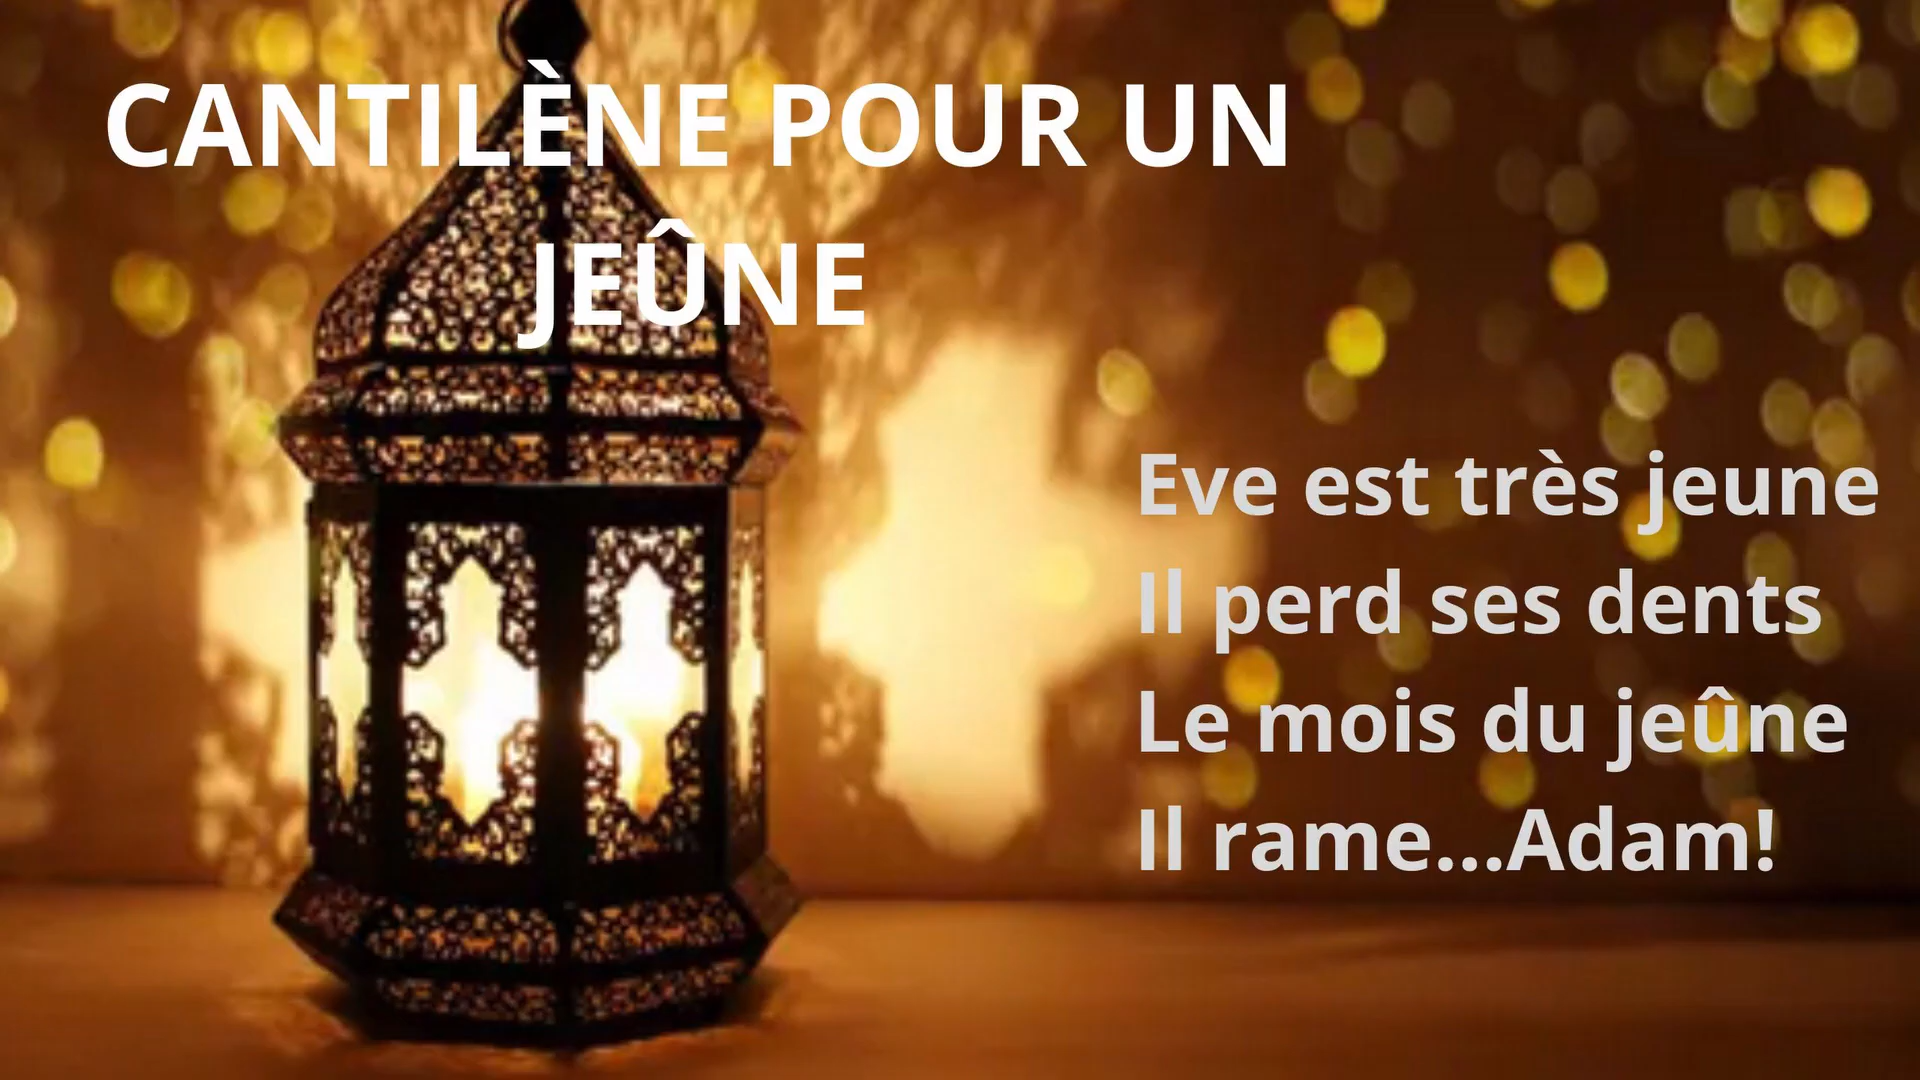 CANTILÈNE POUR UN
JEÛNE
Eve est très jeune
Il perd ses dents
Le mois du jeûne
Il rame...Adam!